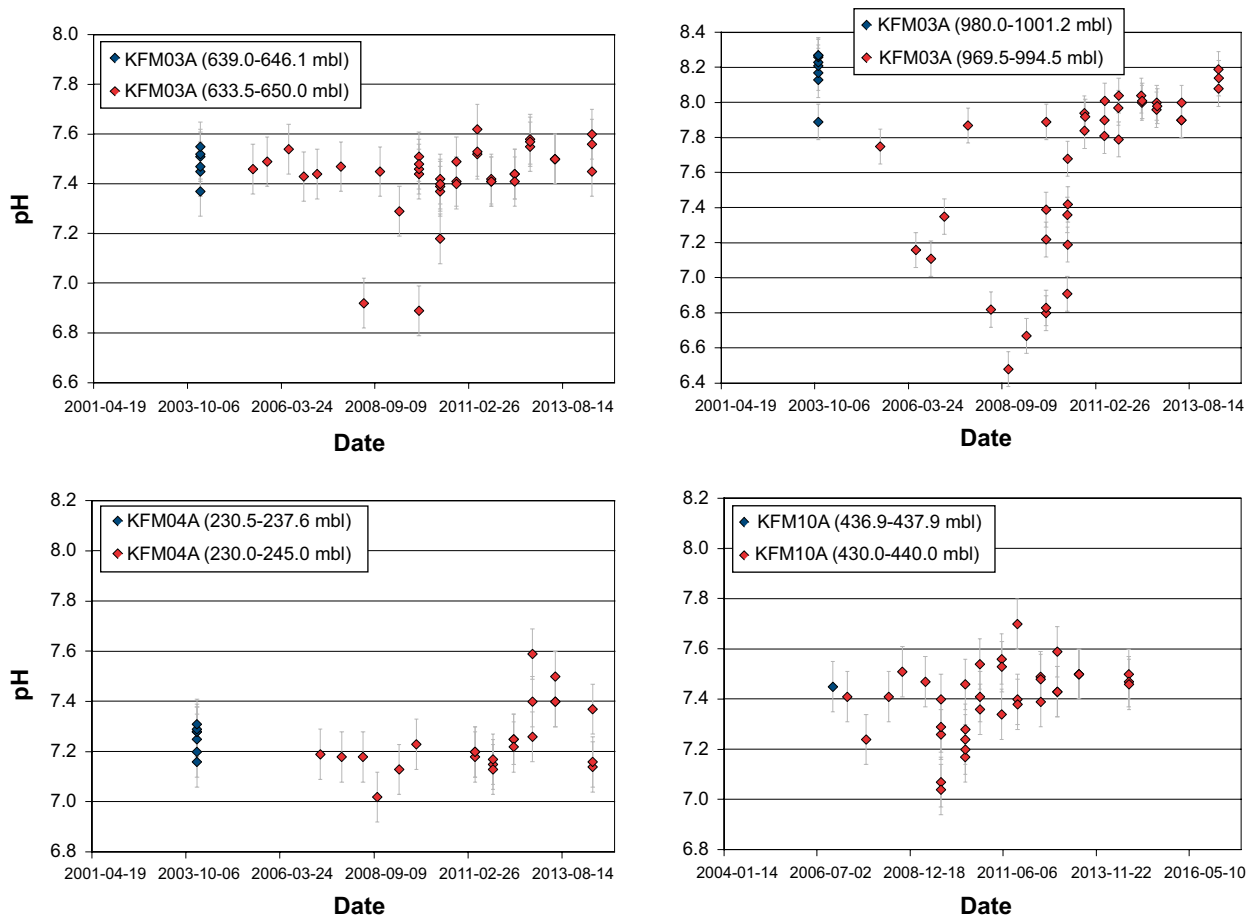 8.0
7.8
7.6
7.4
7.2
7.0
6.8
6.6
pH
KFM03A (639.0-646.1 mbl)
KFM03A (633.5-650.0 mbl)
2001-04-19 2003-10-06 2006-03-24 2008-09-09 2011-02-26 2013-08-14
Date
8.4
8.2
8.0
7.8
7.6
7.4
7.2
7.0
6.8
6.6
6.4
KFM03A (980.0-1001.2 mbl)
KFM03A (969.5-994.5 mbl)
2001-04-19 2003-10-06 2006-03-24 2008-09-09 2011-02-26 2013-08-14
Date
8.2
8.0
7.8
7.6
7.4
7.2
7.0
6.8
pH
KFM04A (230.5-237.6 mbl)
KFM04A (230.0-245.0 mbl)
2001-04-19 2003-10-06 2006-03-24 2008-09-09 2011-02-26 2013-08-14
Date
8.2
8.0
7.8
7.6
7.4
7.2
7.0
6.8
KFM10A (436.9-437.9 mbl)
KFM10A (430.0-440.0 mbl)
2004-01-14 2006-07-02 2008-12-18 2011-06-06 2013-11-22 2016-05-10
Date